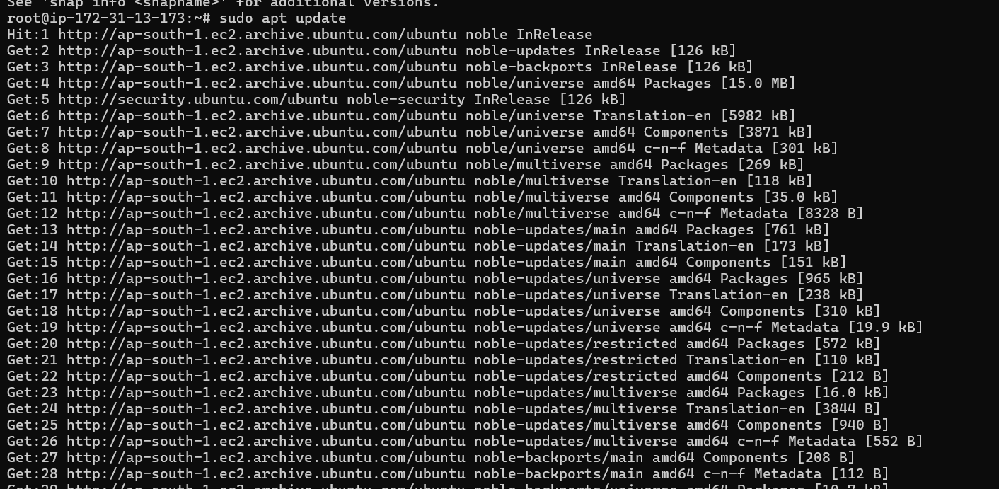 See 'snap info <snapname>' for additional versions.
root@ip-172-31-13-173:~# sudo apt update
Hit:1 http://ap-south-1.ec2.archive.ubuntu.com/ubuntu noble InRelease
Get:2 http://ap-south-1.ec2.archive.ubuntu.com/ubuntu noble-updates InRelease [126 kB]
Get:3 http://ap-south-1.ec2.archive.ubuntu.com/ubuntu noble-backports InRelease [126 kB]
Get:4 http://ap-south-1.ec2.archive.ubuntu.com/ubuntu noble/universe amd64 Packages [15.0 MB]
Get:5 http://security.ubuntu.com/ubuntu noble-security InRelease [126 kB]
Get:6 http://ap-south-1.ec2.archive.ubuntu.com/ubuntu noble/universe Translation-en [5982 kB]
Get:7 http://ap-south-1.ec2.archive.ubuntu.com/ubuntu noble/universe amd64 Components [3871 kB]
Get:8 http://ap-south-1.ec2.archive.ubuntu.com/ubuntu noble/universe amd64 c-n-f Metadata [301 kB]
Get:9 http://ap-south-1.ec2.archive.ubuntu.com/ubuntu noble/multiverse amd64 Packages [269 kB]
Get:10 http://ap-south-1.ec2.archive.ubuntu.com/ubuntu noble/multiverse Translation-en [118 kB]
Get:11 http://ap-south-1.ec2.archive.ubuntu.com/ubuntu noble/multiverse amd64 Components [35.0 kB]
Get:12 http://ap-south-1.ec2.archive.ubuntu.com/ubuntu noble/multiverse amd64 c-n-f Metadata [8328 B]
Get:13 http://ap-south-1.ec2.archive.ubuntu.com/ubuntu noble-updates/main amd64 Packages [761 kB]
Get:14 http://ap-south-1.ec2.archive.ubuntu.com/ubuntu noble-updates/main Translation-en [173 kB]
Get:15 http://ap-south-1.ec2.archive.ubuntu.com/ubuntu noble-updates/main amd64 Components [151 kB]
Get:16 http://ap-south-1.ec2.archive.ubuntu.com/ubuntu noble-updates/universe amd64 Packages [965 kB]
Get:17 http://ap-south-1.ec2.archive.ubuntu.com/ubuntu noble-updates/universe Translation-en [238 kB]
Get:18 http://ap-south-1.ec2.archive.ubuntu.com/ubuntu noble-updates/universe amd64 Components [310 kB]
Get:19 http://ap-south-1.ec2.archive.ubuntu.com/ubuntu noble-updates/universe amd64 c-n-f Metadata [19.9 kB]
Get:20 http://ap-south-1.ec2.archive.ubuntu.com/ubuntu noble-updates/restricted amd64 Packages [572 kB]
Get:21 http://ap-south-1.ec2.archive.ubuntu.com/ubuntu noble-updates/restricted Translation-en [110 kB]
Get:22 http://ap-south-1.ec2.archive.ubuntu.com/ubuntu noble-updates/restricted amd64 Components [212 B]
Get:23 http://ap-south-1.ec2.archive.ubuntu.com/ubuntu noble-updates/multiverse amd64 Packages [16.0 kB]
Get:24 http://ap-south-1.ec2.archive.ubuntu.com/ubuntu noble-updates/multiverse Translation-en [3844 B]
Get:25 http://ap-south-1.ec2.archive.ubuntu.com/ubuntu noble-updates/multiverse amd64 Components [940 B]
Get:26 http://ap-south-1.ec2.archive.ubuntu.com/ubuntu noble-updates/multiverse amd64 c-n-f Metadata [552 B]
Get:27 http://ap-south-1.ec2.archive.ubuntu.com/ubuntu noble-backports/main amd64 Components [208 B]
Get:28 http://ap-south-1.ec2.archive.ubuntu.com/ubuntu noble-backports/main amd64 c-n-f Metadata [112 B]